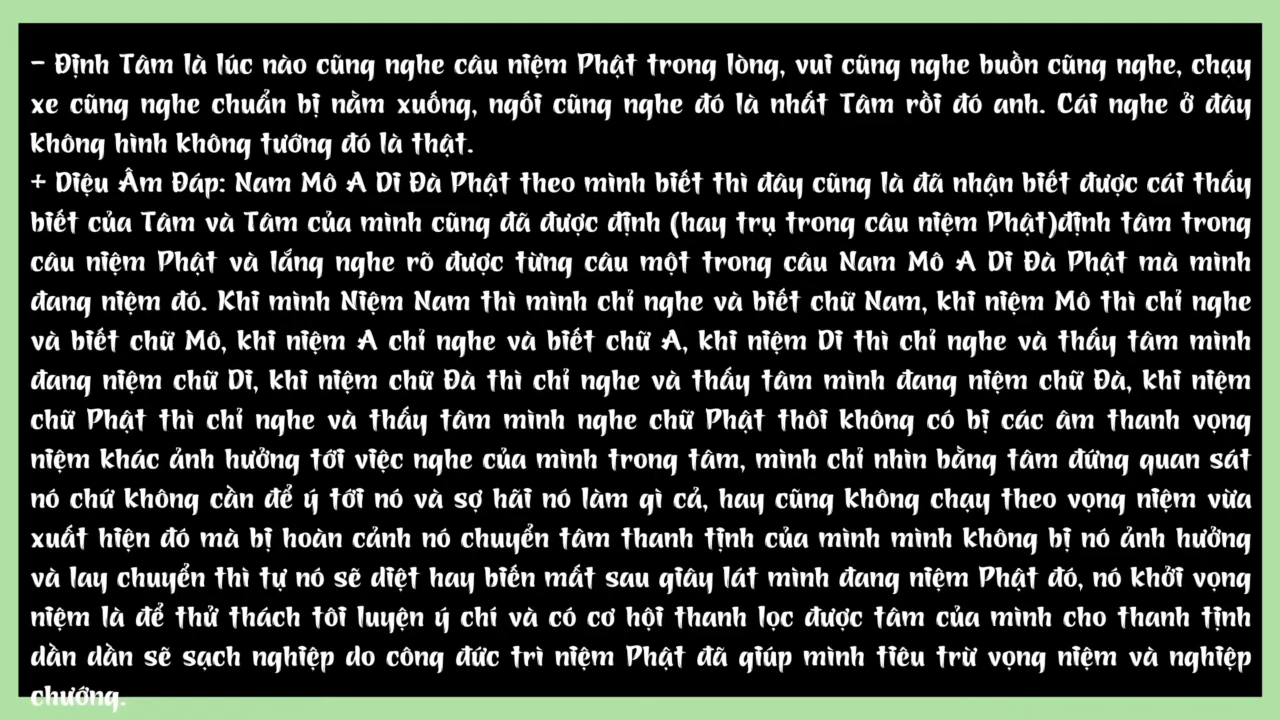 – Định Tâm là lúc nào cũng nghe câu niệm Phật trong lòng, vui cũng nghe buồn cũng nghe, chạy
xe cũng nghe chuẩn bị nằm xuống, ngối cũng nghe đó là nhất Tâm rồi đó anh. Cái nghe ở đây
không hình không tướng đó là thật.
+ Diệu Âm Đáp: Nam Mô A Di Đà Phật theo mình biết thì đây cũng là đã nhận biết được cái thấy
biết của Tâm và Tâm của mình cũng đã được định (hay trụ trong câu niệm Phật)định tâm trong
câu niệm Phật và lắng nghe rõ được từng câu một trong câu Nam Mô A Di Đà Phật mà mình
đang niệm đó. Khi mình Niệm Nam thì mình chỉ nghe và biết chữ Nam, khi niệm Mô thì chỉ nghe
và biết chữ Mô, khi niệm A chỉ nghe và biết chữ A, khi niệm Di thì chỉ nghe và thấy tâm mình
đang niệm chữ Di, khi niệm chữ Đà thì chỉ nghe và thấy tâm mình đang niệm chữ Đà, khi niệm
chữ Phật thì chỉ nghe và thấy tâm mình nghe chữ Phật thôi không có bị các âm thanh vọng
niệm khác ảnh hưởng tới việc nghe của mình trong tâm, mình chỉ nhìn bằng tâm đứng quan sát
nó chứ không cần để ý tới nó và sợ hãi nó làm gì cả, hay cũng không chạy theo vọng niệm vừa
xuất hiện đó mà bị hoàn cảnh nó chuyển tâm thanh tịnh của mình mình không bị nó ảnh hưởng
và lay chuyển thì tự nó sẽ diệt hay biến mất sau giây lát mình đang niệm Phật đó, nó khởi vọng
niệm là để thử thách tôi luyện ý chí và có cơ hội thanh lọc được tâm của mình cho thanh tịnh
dần dần sẽ sạch nghiệp do công đức trì niệm Phật đã giúp mình tiêu trừ vọng niệm và nghiệp
chướng.